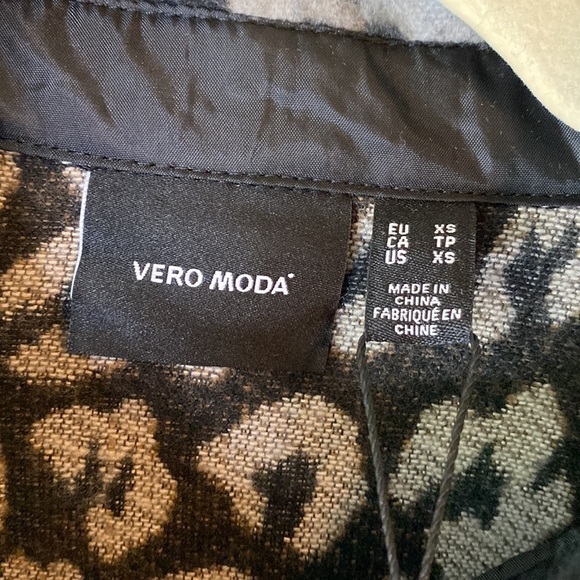 VERO MODA
EU XS
CA TP
US XS
MADE IN
CHINA
FABRIQUÉ EN
CHINE